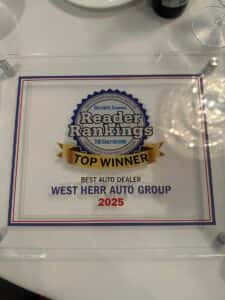 Reader
Rankings
TOP WINNER
BEST AUTO DEALER
WEST HERR AUTO GROUP
2025